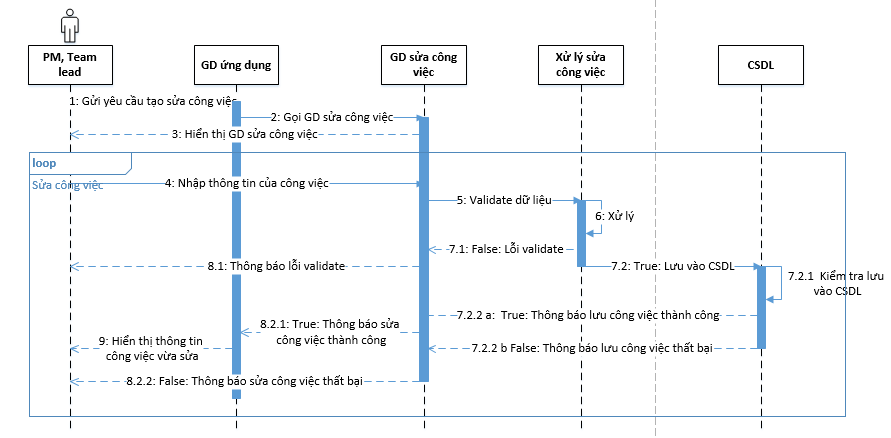 PM, Team
lead
GD ứng dụng
GD sửa công
việc
Xử lý sửa
công việc
CSDL
1: Gửi yêu cầu tạo sửa công việc
2: Gọi GD sửa công việc
3: Hiển thị GD sửa công việc
loop
Sửa công việc
4: Nhập thông tin của công việc
5: Validate dữ liệu
6: Xử lý
7.1: False: Lỗi validate
8.1: Thông báo lỗi validate
7.2: True: Lưu vào CSDL
7.2.1 Kiểm tra lưu
vào CSDL
7.2.2 a: True: Thông báo lưu công việc thành công
8.2.1: True: Thông báo sửa
công việc thành công
9: Hiển thị thông tin
công việc vừa sửa
7.2.2 b False: Thông báo lưu công việc thất bại
8.2.2: False: Thông báo sửa công việc thất bại